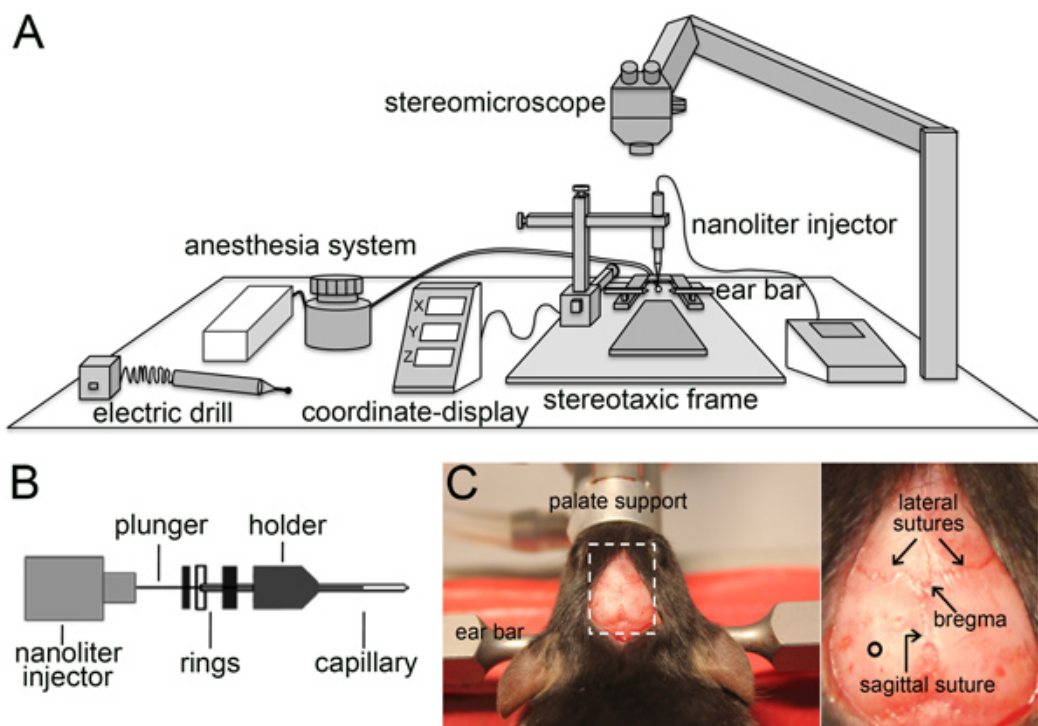 A
stereomicroscope
anesthesia system
nanoliter injector
ear bar
X
Y
Z
electric drill
coordinate-display
stereotaxic frame
B
plunger
holder
nanoliter
injector
rings
capillary
C
palate support
ear bar
lateral
sutures
bregma
sagittal suture